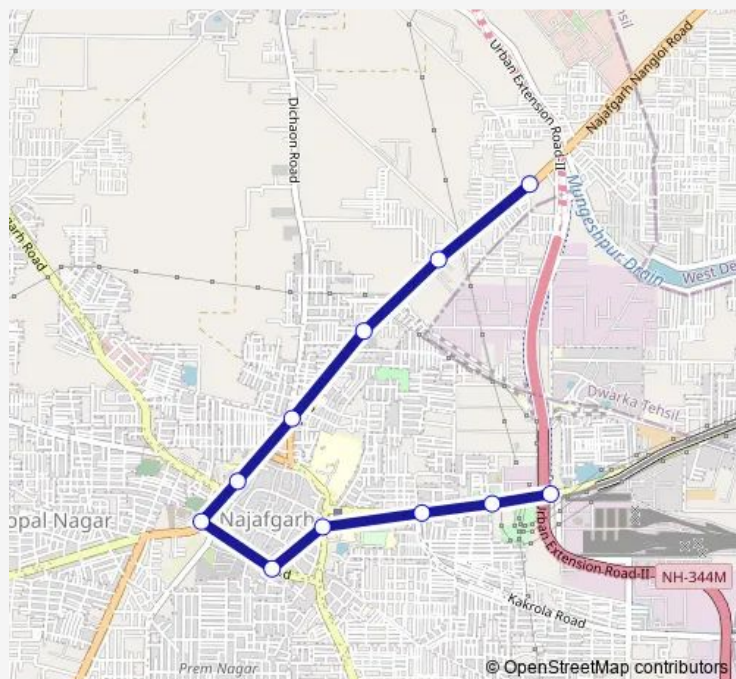 Tehsil
Urban Extension Road-II
Najafgarh Nangloi Road
Dichaon Road
Mungeshpur Drain
West De
garh Road
Dwarka Tehsil
opal Nagar
Najafgarh
d
Urban Extension Road-II
NH-344M
Kakrola Road
Prem Nagar
© OpenStreetMap contributors